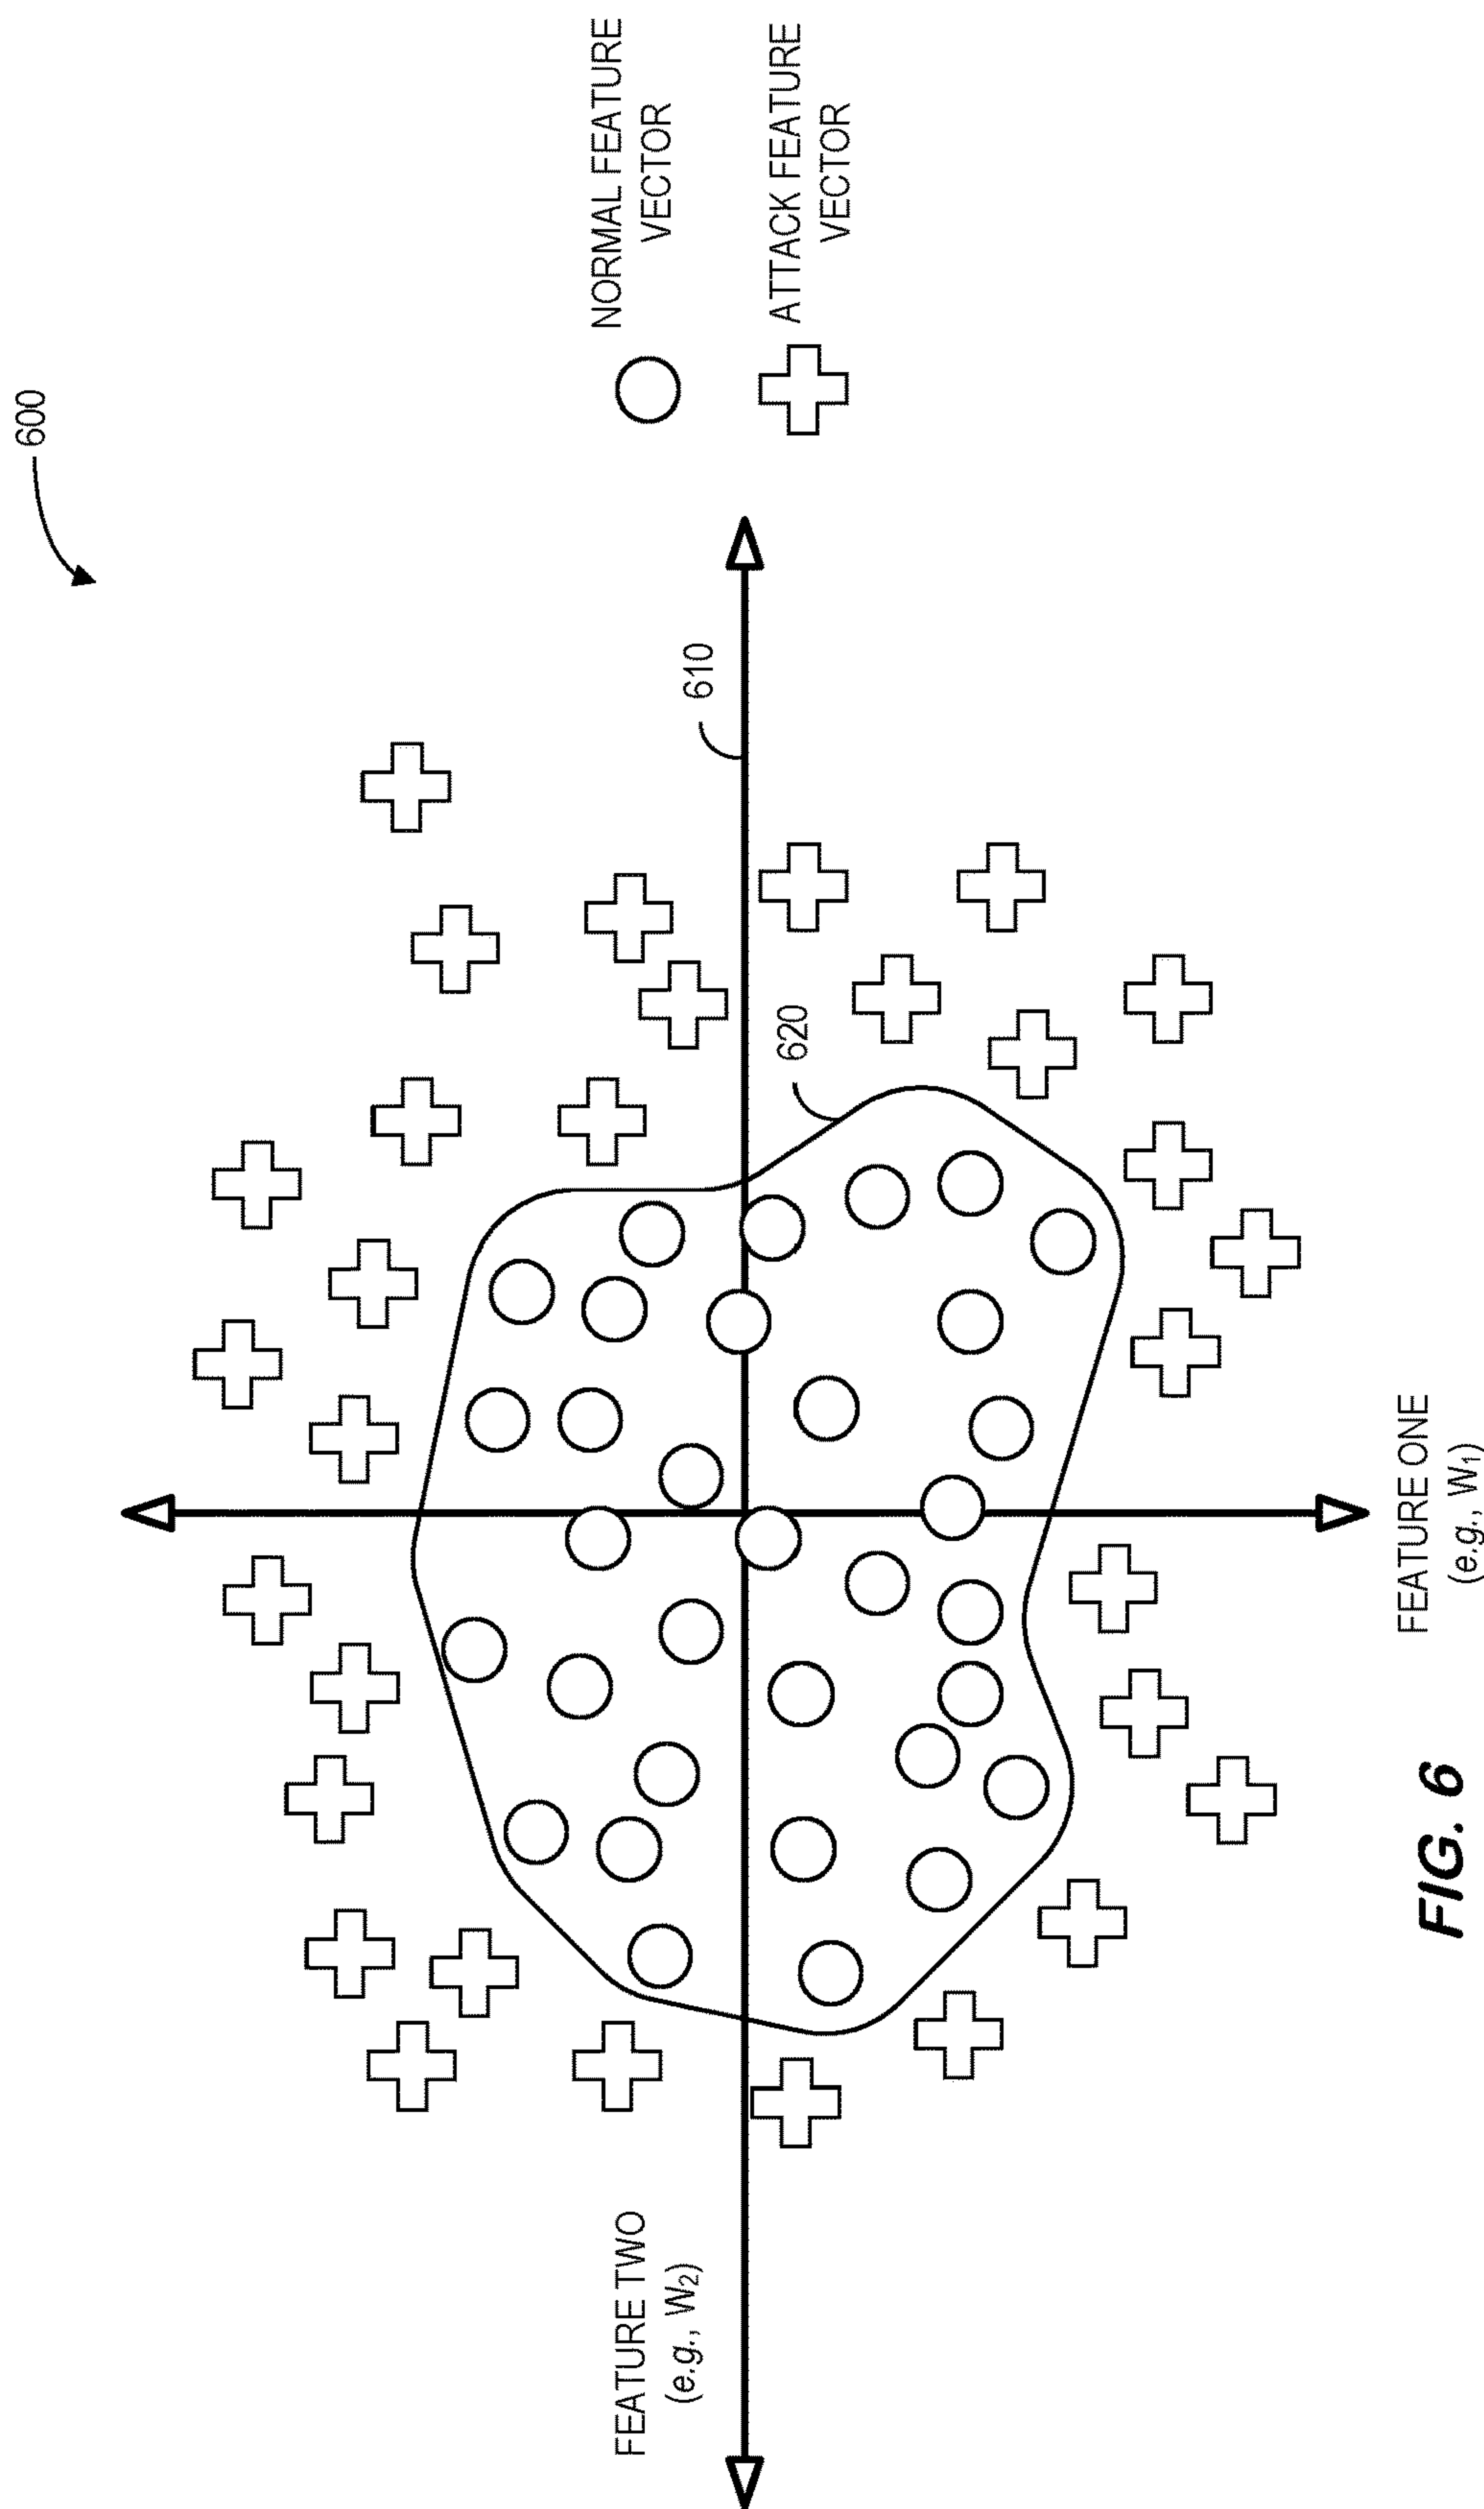 600
NORMAL FEATURE
VECTOR
ATTACK FEATURE
VECTOR
610
620
FEATURE TWO
(e.g., W2)
FEATURE ONE
(e.g., W1)
FIG. 6